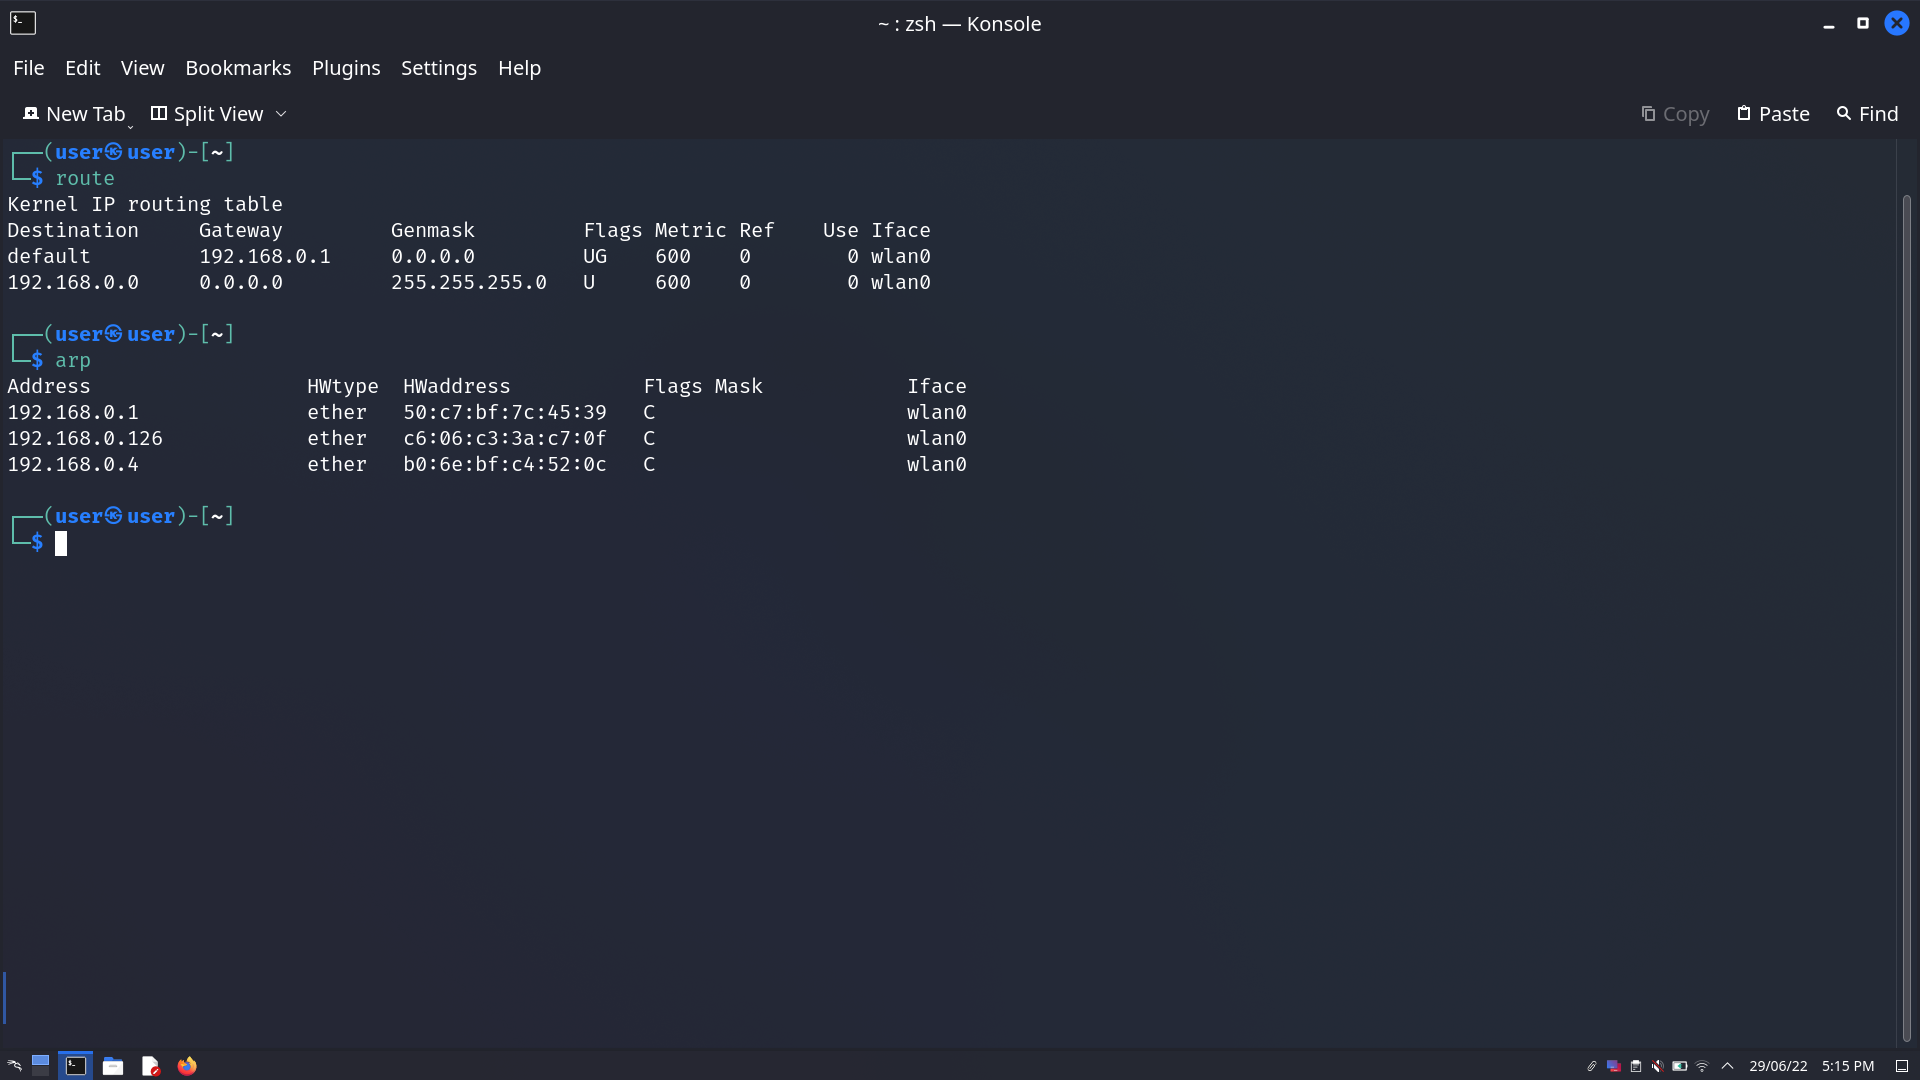 ~ : zsh — Konsole
File Edit View Bookmarks Plugins Settings Help
New Tab Split View Copy Paste Find
┌──(user㉿user)-[~]
└─$ route
Kernel IP routing table
Destination     Gateway         Genmask         Flags Metric Ref    Use Iface
default         192.168.0.1     0.0.0.0         UG    600    0        0 wlan0
192.168.0.0     0.0.0.0         255.255.255.0   U     600    0        0 wlan0
┌──(user㉿user)-[~]
└─$ arp
Address                  HWtype  HWaddress           Flags Mask            Iface
192.168.0.1              ether   50:c7:bf:7c:45:39   C                     wlan0
192.168.0.126            ether   c6:06:c3:3a:c7:0f   C                     wlan0
192.168.0.4              ether   b0:6e:bf:c4:52:0c   C                     wlan0
┌──(user㉿user)-[~]
└─$
29/06/22 5:15 PM